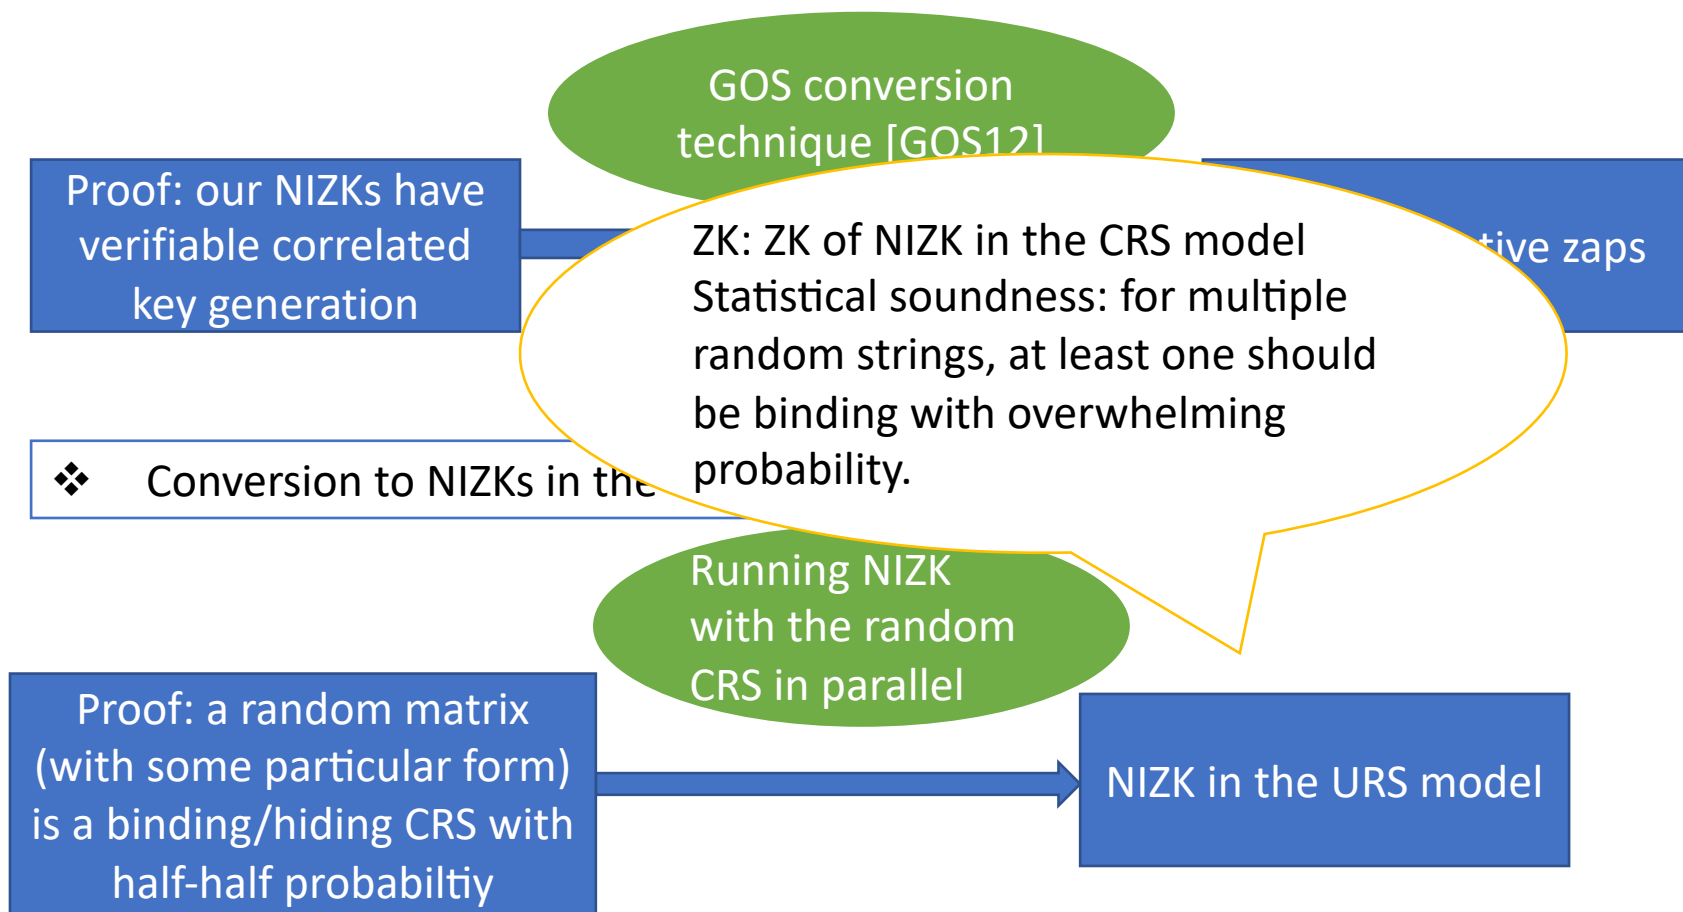 GOS conversion
technique [GOS12]
Proof: our NIZKs have
verifiable correlated
key generation
zaps
ZK: ZK of NIZK in the CRS model
Statistical soundness: for multiple
random strings, at least one should
be binding with overwhelming
probability.
❖ Conversion to NIZKs in the
Running NIZK
with the random
CRS in parallel
Proof: a random matrix
(with some particular form)
is a binding/hiding CRS with
half-half probabiltiy
NIZK in the URS model